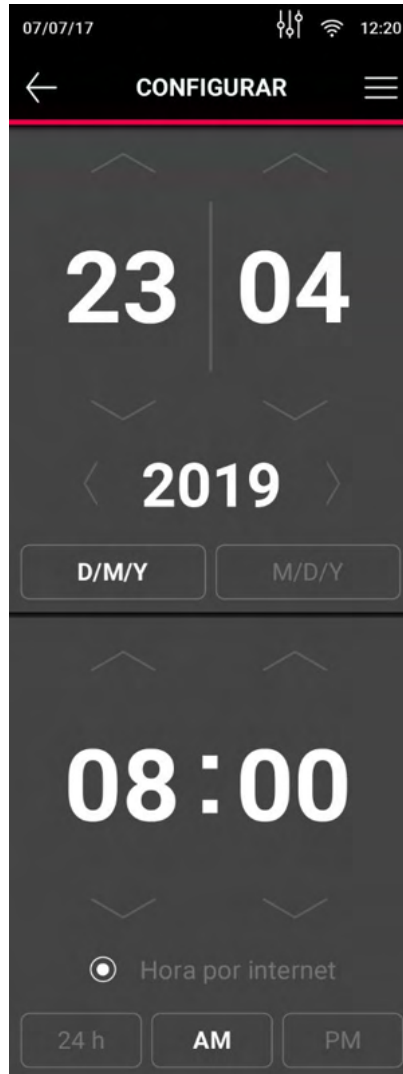 07/07/17 12:20
CONFIGURAR
23 04
2019
D/M/Y M/D/Y
08:00
Hora por internet
24 h AM PM